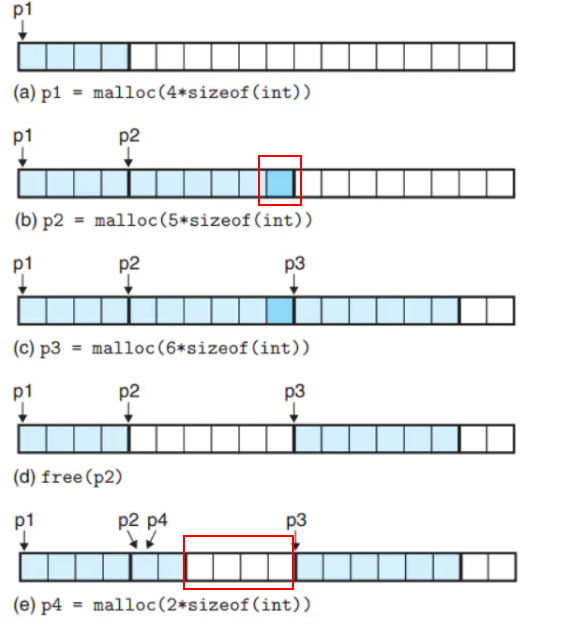 p1
(a) p1 = malloc(4*sizeof(int))
p1 p2
(b) p2 = malloc(5*sizeof(int))
p1 p2 p3
(c) p3 = malloc(6*sizeof(int))
p1 p2 p3
(d) free(p2)
p1 p2 p4 p3
(e) p4 = malloc(2*sizeof(int))